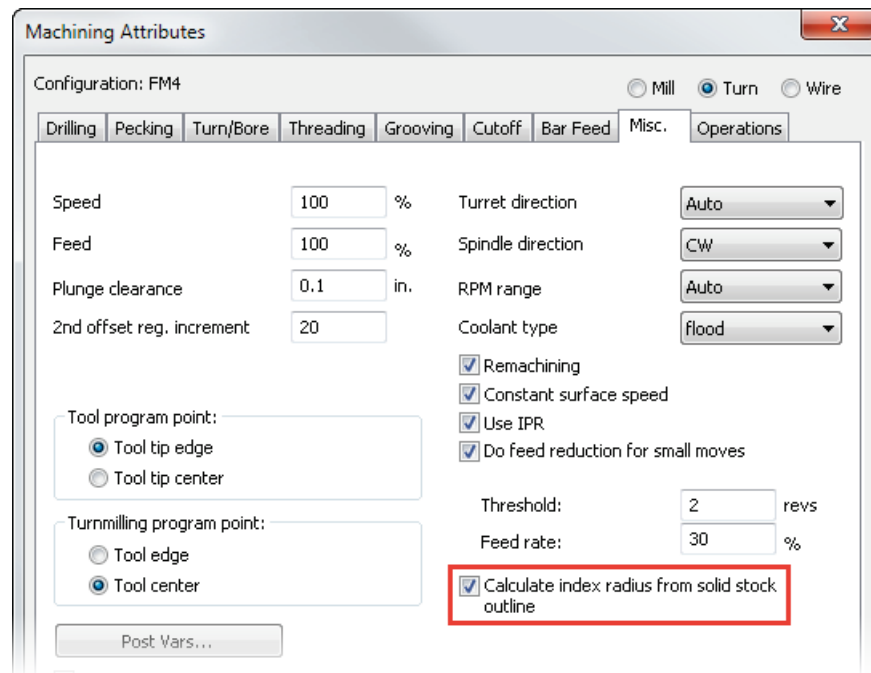 Machining Attributes
Configuration: FM4
Mill Turn Wire
Drilling Pecking Turn/Bore Threading Grooving Cutoff Bar Feed Misc. Operations
Speed 100 % Turret direction Auto
Feed 100 % Spindle direction CW
Plunge clearance 0.1 in. RPM range Auto
2nd offset reg. increment 20 Coolant type flood
Remachining
Constant surface speed
Use IPR
Do feed reduction for small moves
Tool program point:
Tool tip edge
Tool tip center
Threshold: 2 revs
Feed rate: 30 %
Turnmilling program point:
Tool edge
Tool center
Calculate index radius from solid stock
outline
Post Vars...